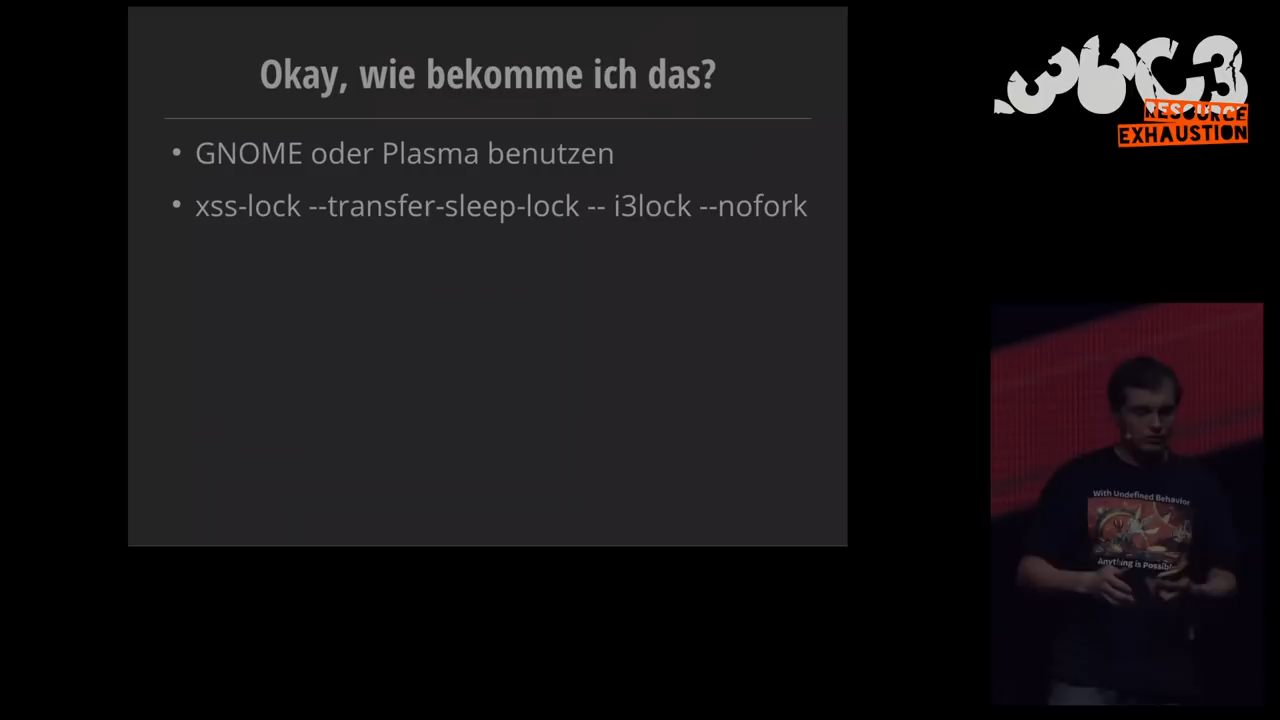 Okay, wie bekomme ich das?
• GNOME oder Plasma benutzen
• xss-lock --transfer-sleep-lock -- i3lock --nofork
36C3
RESOURCE
EXHAUSTION
With Undefined Behavior
Anything is Possible